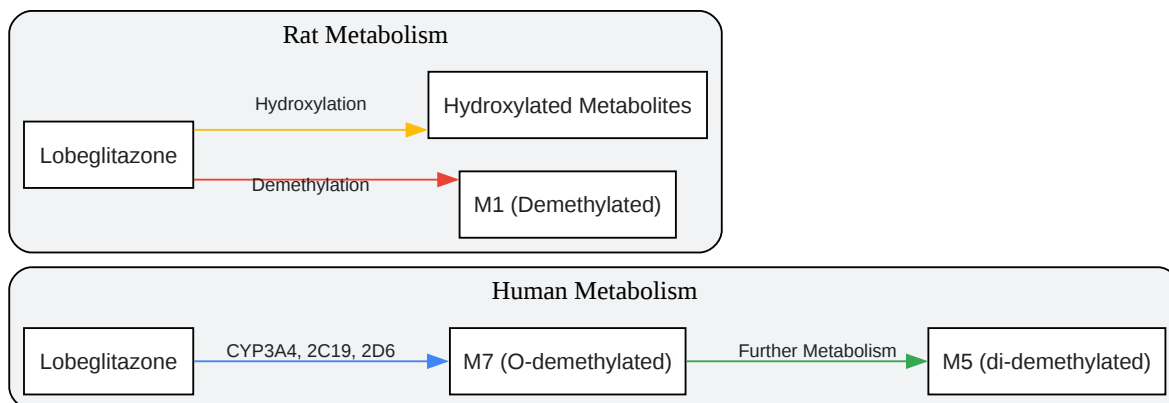 Rat Metabolism
Hydroxylation
Hydroxylated Metabolites
Lobeglitazone
Demethylation
M1 (Demethylated)
Human Metabolism
Lobeglitazone
CYP3A4, 2C19, 2D6
M7 (O-demethylated)
Further Metabolism
M5 (di-demethylated)